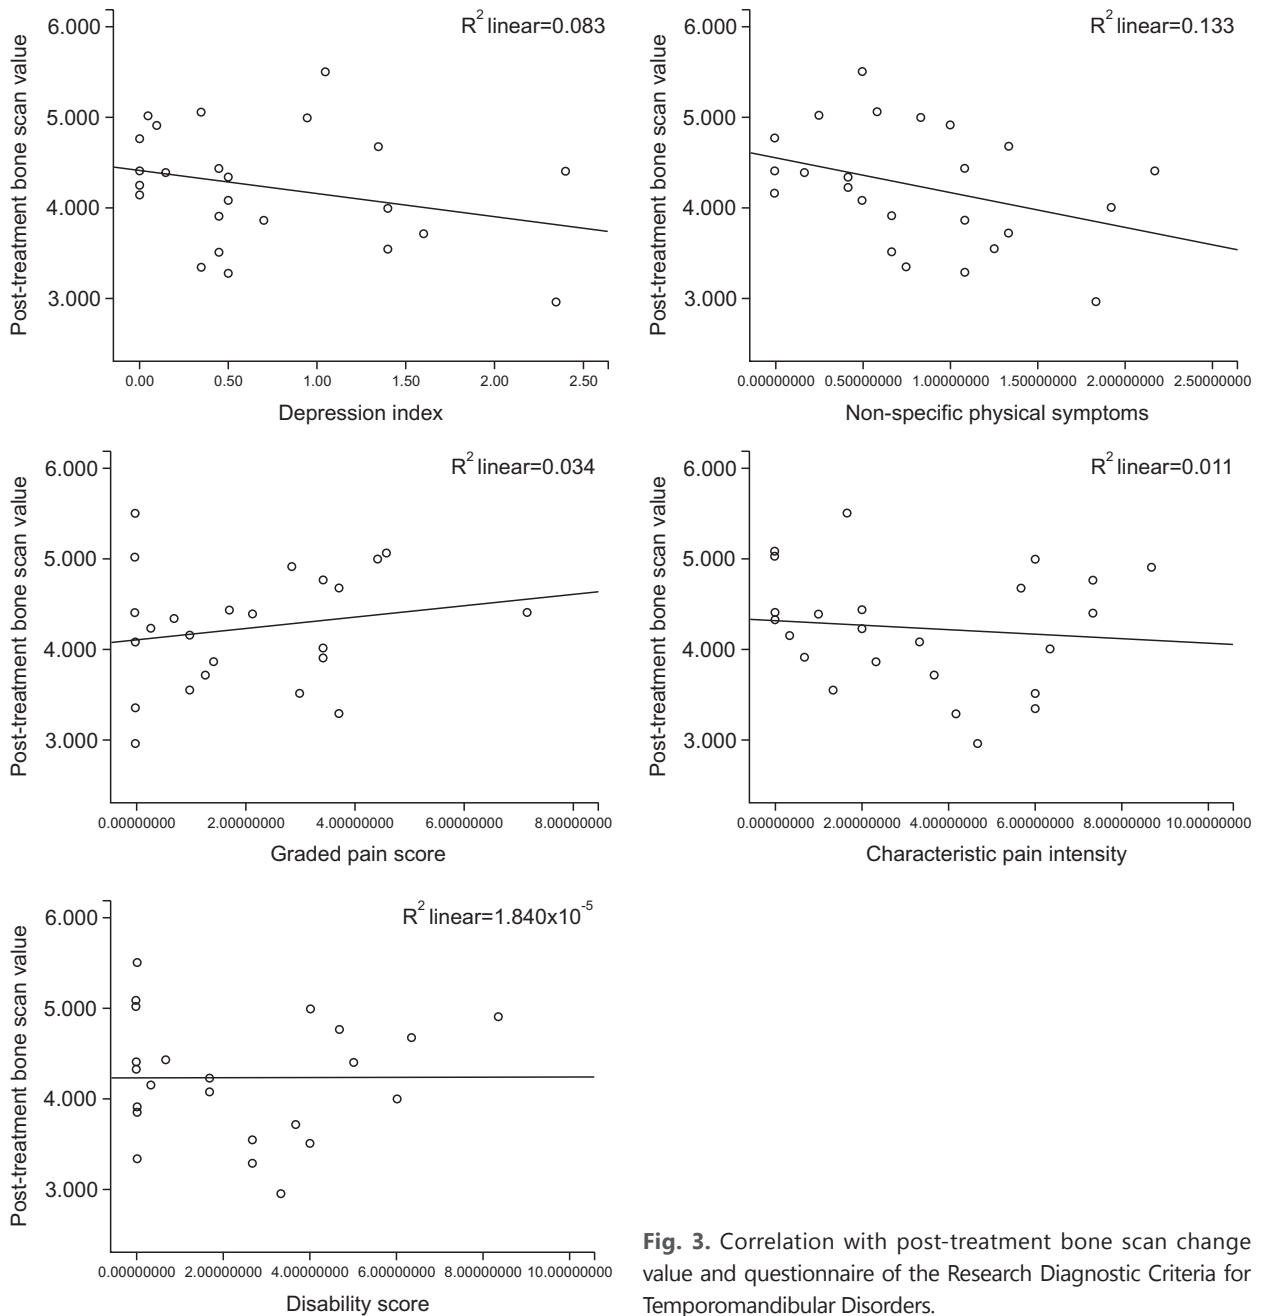 R² linear=0.083
Post-treatment bone scan value
6.000
5.000
4.000
3.000
0.00 0.50 1.00 1.50 2.00 2.50
Depression index
R² linear=0.133
Post-treatment bone scan value
6.000
5.000
4.000
3.000
0.00000000 0.50000000 1.00000000 1.50000000 2.00000000 2.50000000
Non-specific physical symptoms
R² linear=0.034
Post-treatment bone scan value
6.000
5.000
4.000
3.000
0.00000000 2.00000000 4.00000000 6.00000000 8.00000000
Graded pain score
R² linear=0.011
Post-treatment bone scan value
6.000
5.000
4.000
3.000
0.00000000 2.00000000 4.00000000 6.00000000 8.00000000 10.00000000
Characteristic pain intensity
R² linear=1.840x10⁻⁵
Post-treatment bone scan value
6.000
5.000
4.000
3.000
0.00000000 2.00000000 4.00000000 6.00000000 8.00000000 10.00000000
Disability score
Fig. 3. Correlation with post-treatment bone scan change
value and questionnaire of the Research Diagnostic Criteria for
Temporomandibular Disorders.